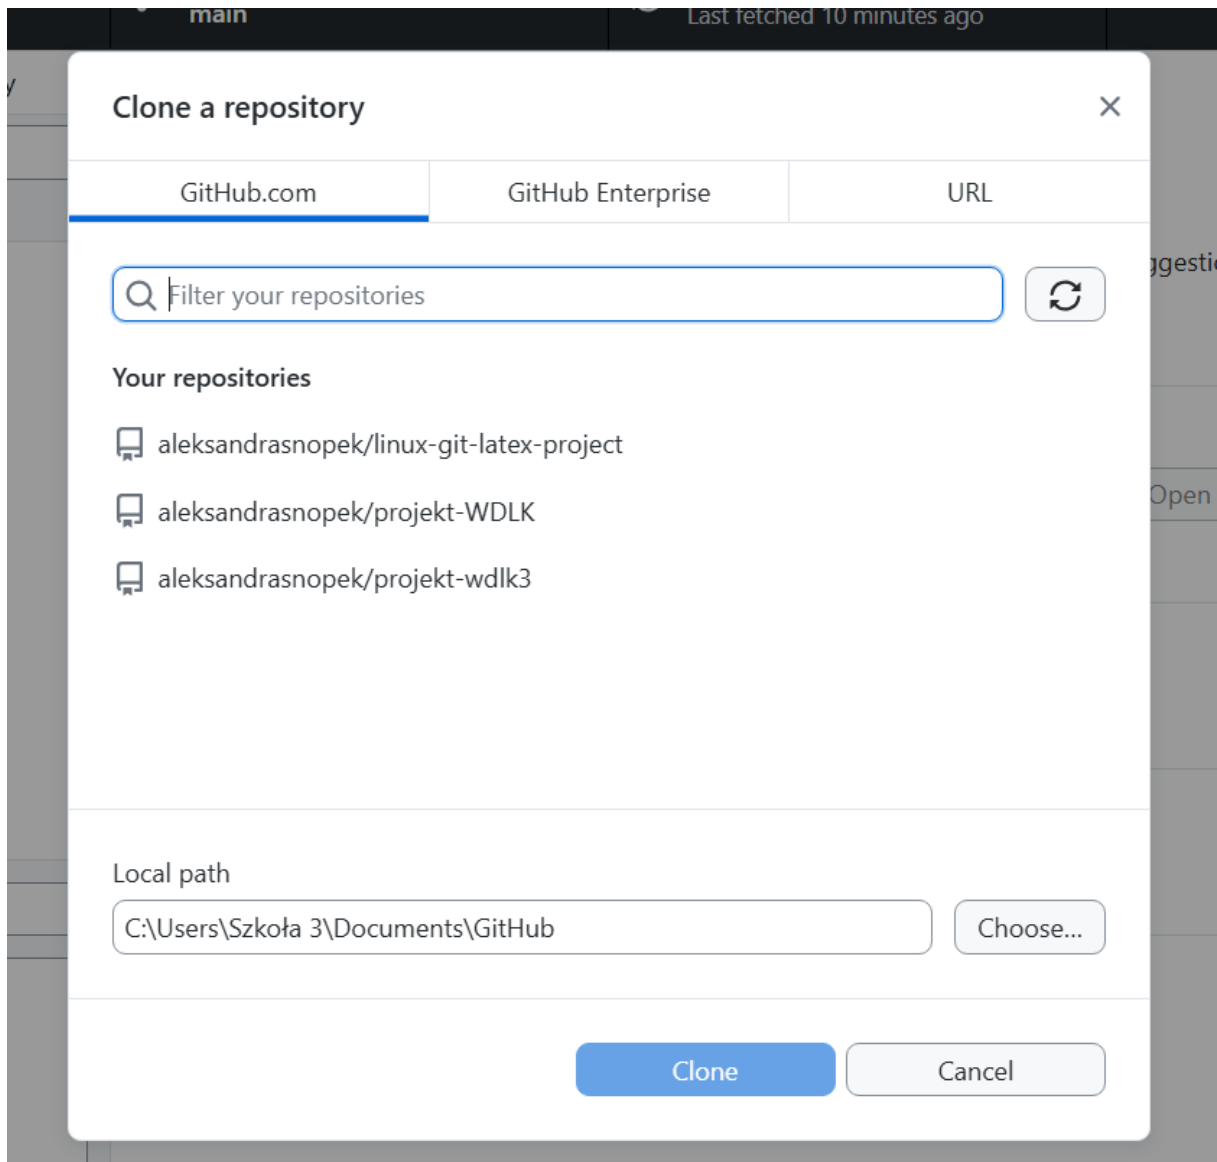 main
Last fetched 10 minutes ago
Clone a repository
GitHub.com
GitHub Enterprise
URL
Filter your repositories
Your repositories
aleksandrasnopek/linux-git-latex-project
aleksandrasnopek/projekt-WDLK
Open
aleksandrasnopek/projekt-wdlk3
Local path
C:\Users\Szkoła 3\Documents\GitHub
Choose...
Clone
Cancel